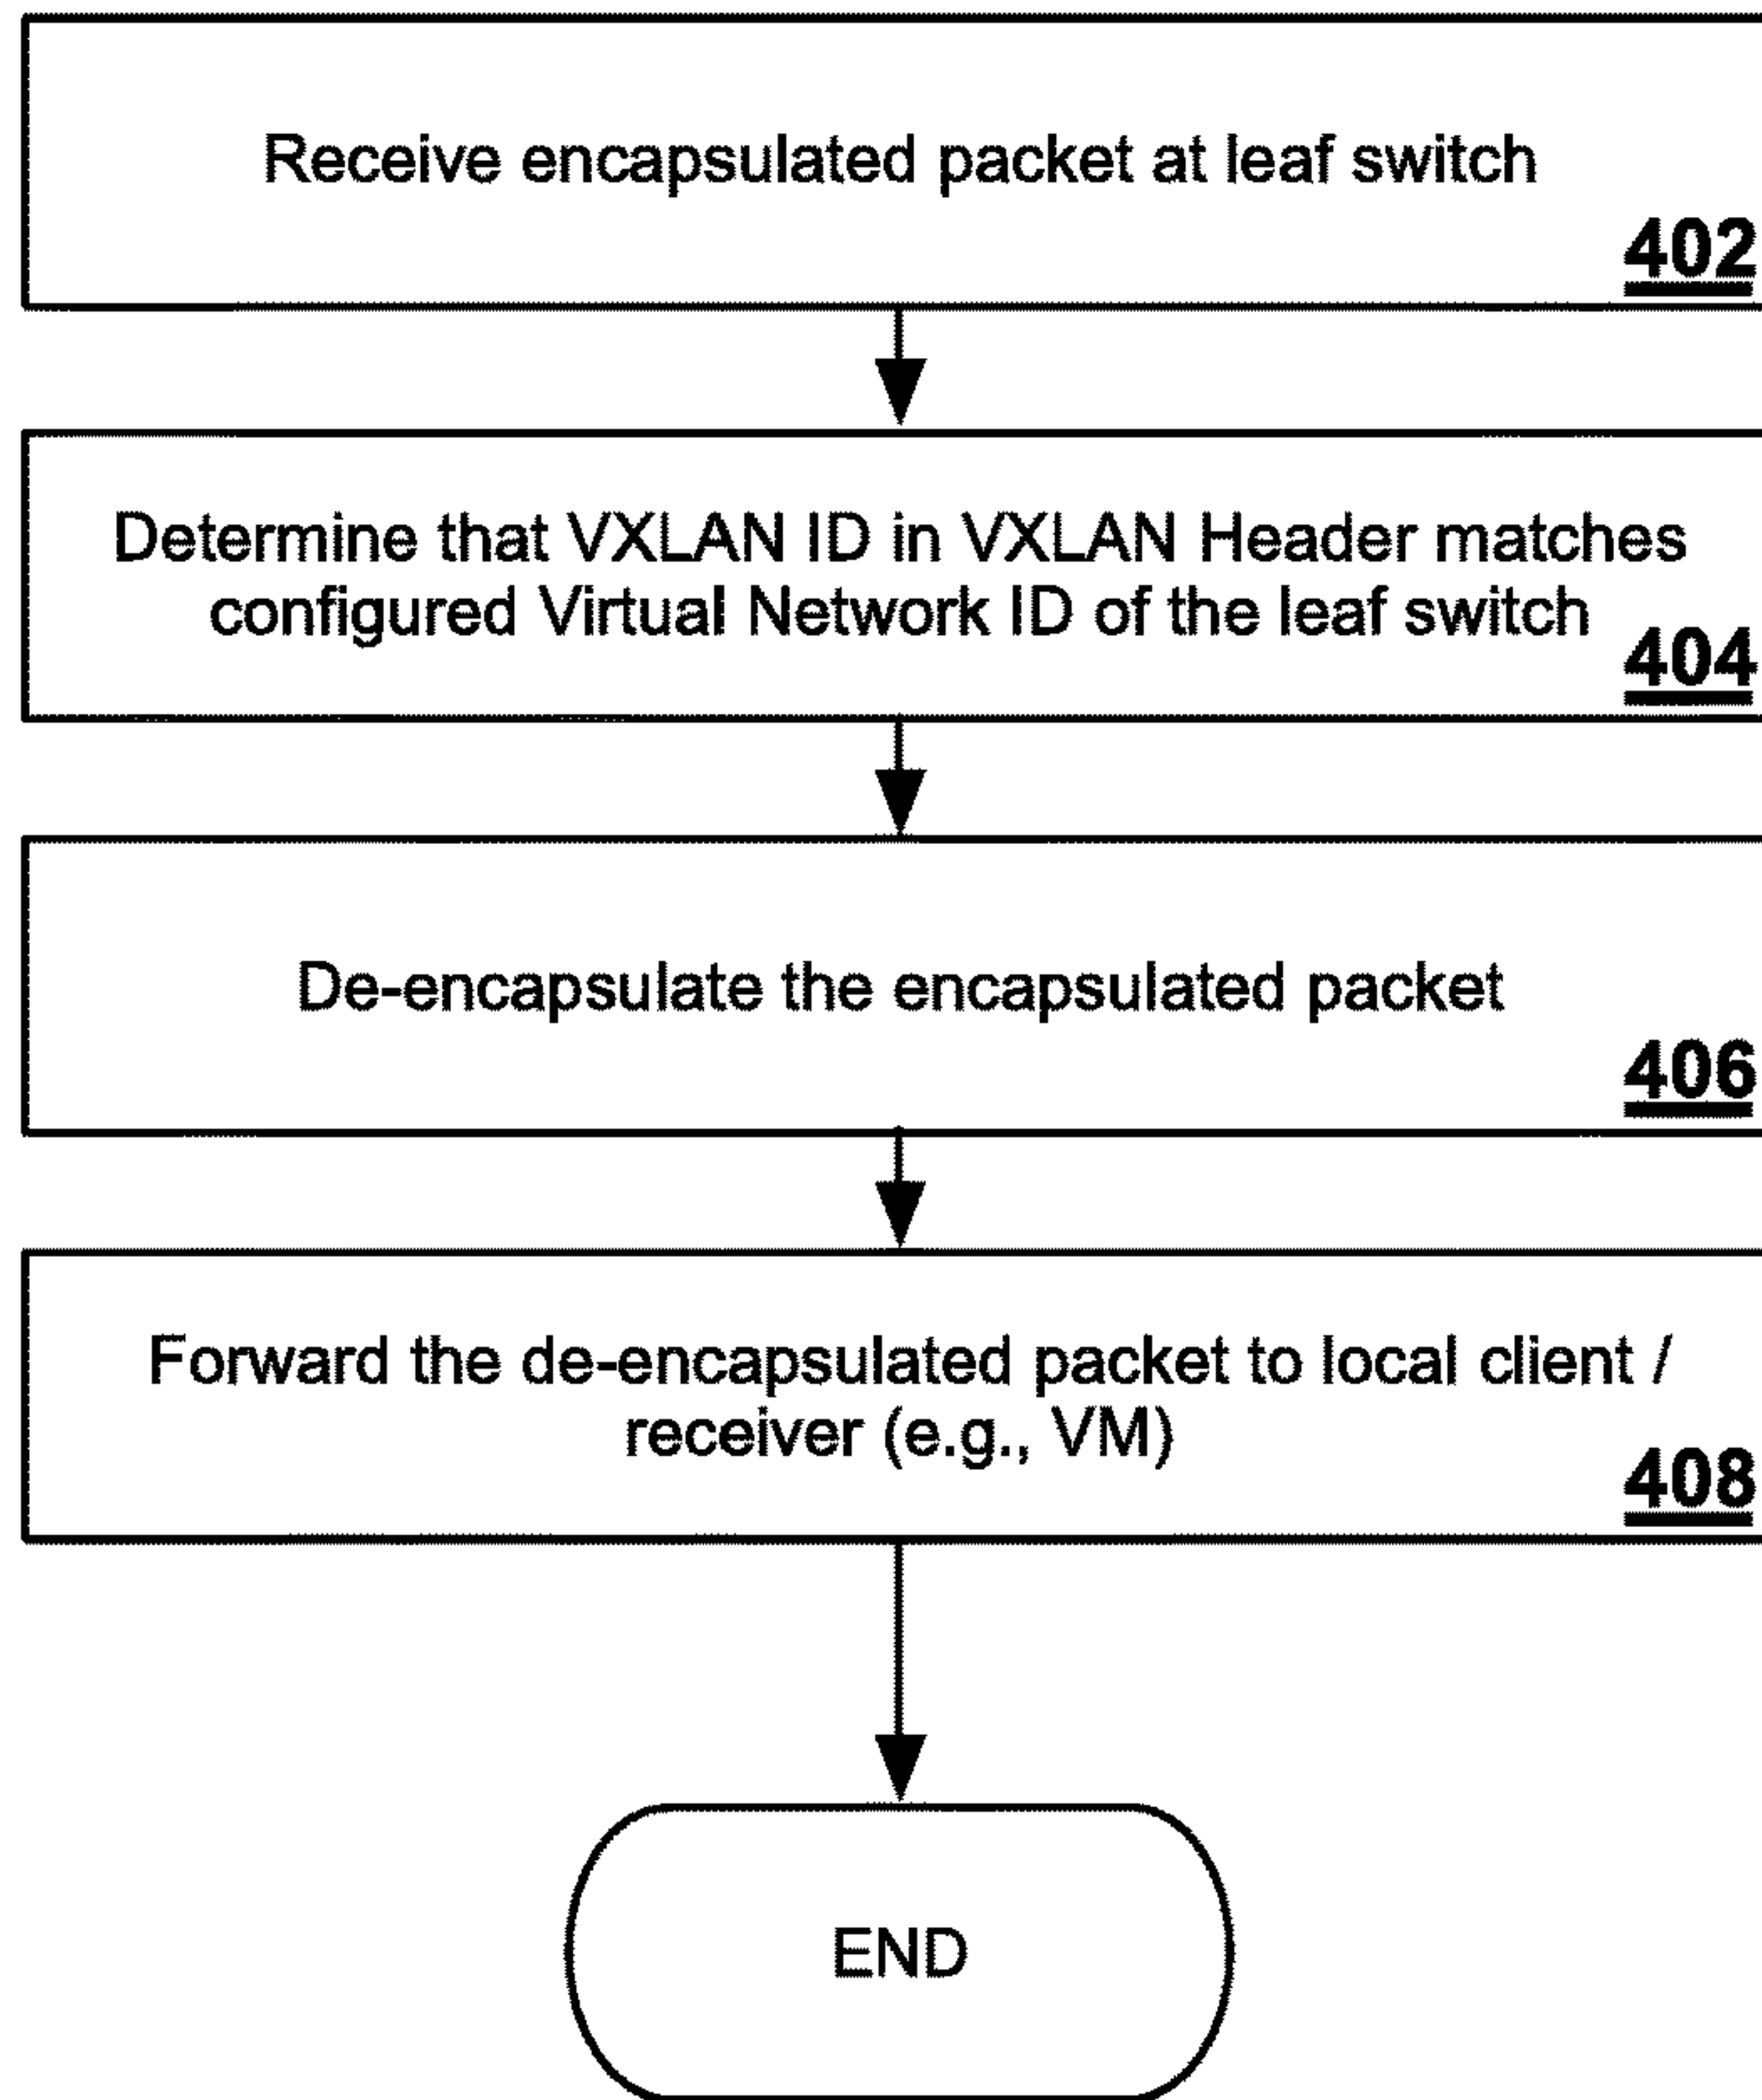 Receive encapsulated packet at leaf switch
402
Determine that VXLAN ID in VXLAN Header matches
configured Virtual Network ID of the leaf switch
404
De-encapsulate the encapsulated packet
406
Forward the de-encapsulated packet to local client /
receiver (e.g., VM)
408
END